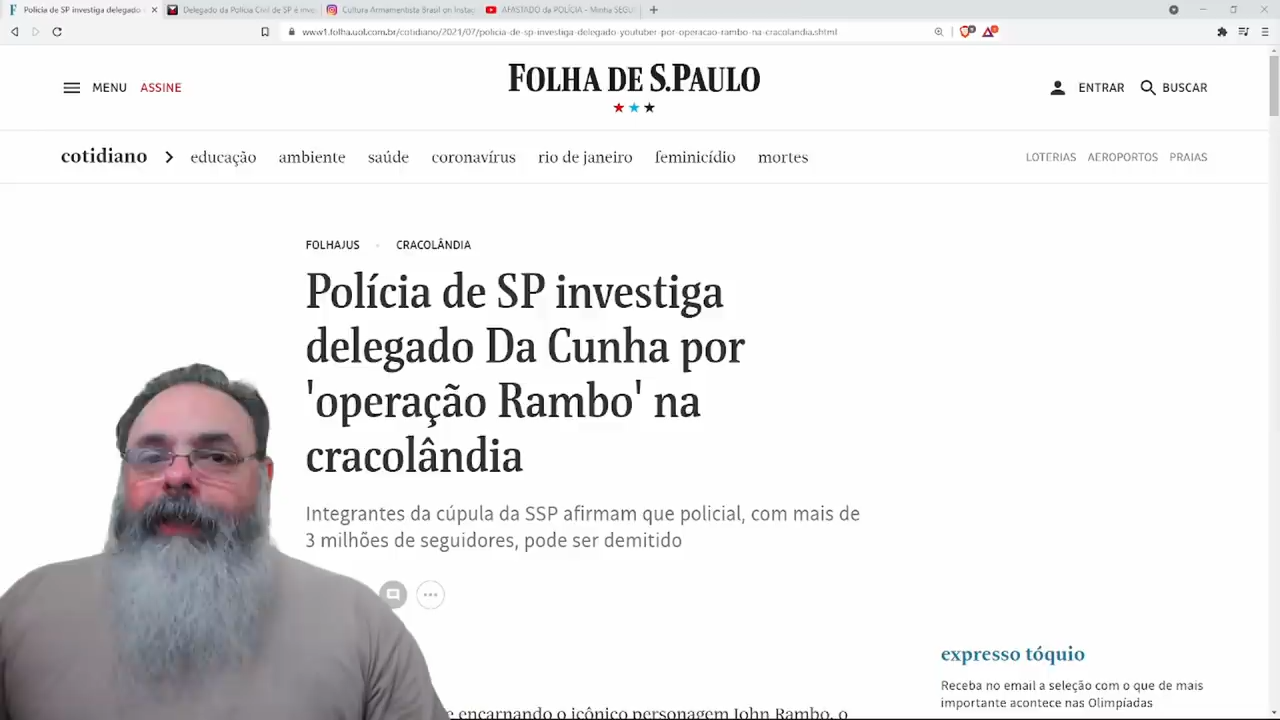 Polícia de SP investiga delegado
Delegado da Polícia Civil de SP é inve
Cultura Armamentista Brasil on Instag
AFASTADO da POLÍCIA - Minha SEGU
www1.folha.uol.com.br/cotidiano/2021/07/policia-de-sp-investiga-delegado-youtuber-por-operacao-rambo-na-cracolandia.shtml
MENU ASSINE
FOLHA DE S.PAULO
ENTRAR BUSCAR
cotidiano educação ambiente saúde coronavírus rio de janeiro feminicídio mortes
LOTERIAS AEROPORTOS PRAIAS
FOLHAJUS CRACOLÂNDIA
Polícia de SP investiga
delegado Da Cunha por
'operação Rambo' na
cracolândia
Integrantes da cúpula da SSP afirmam que policial, com mais de
3 milhões de seguidores, pode ser demitido
expresso tóquio
Receba no email a seleção com o que de mais
importante acontece nas Olimpíadas
e encarnando o icônico personagem John Rambo, o